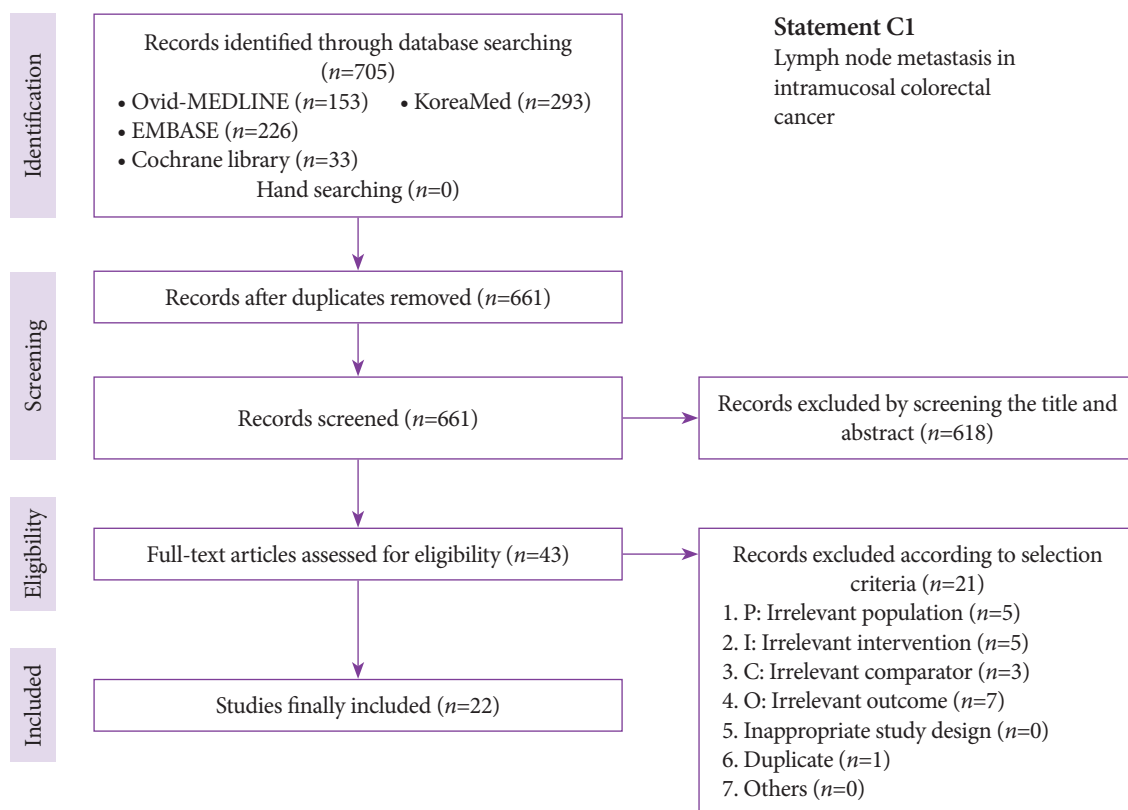 Statement C1
Lymph node metastasis in
intramucosal colorectal
cancer
Identification
Records identified through database searching
(n=705)
• Ovid-MEDLINE (n=153) • KoreaMed (n=293)
• EMBASE (n=226)
• Cochrane library (n=33)
Hand searching (n=0)
Screening
Records after duplicates removed (n=661)
Records screened (n=661)
Records excluded by screening the title and
abstract (n=618)
Eligibility
Full-text articles assessed for eligibility (n=43)
Records excluded according to selection
criteria (n=21)
1. P: Irrelevant population (n=5)
2. I: Irrelevant intervention (n=5)
3. C: Irrelevant comparator (n=3)
4. O: Irrelevant outcome (n=7)
5. Inappropriate study design (n=0)
6. Duplicate (n=1)
7. Others (n=0)
Included
Studies finally included (n=22)